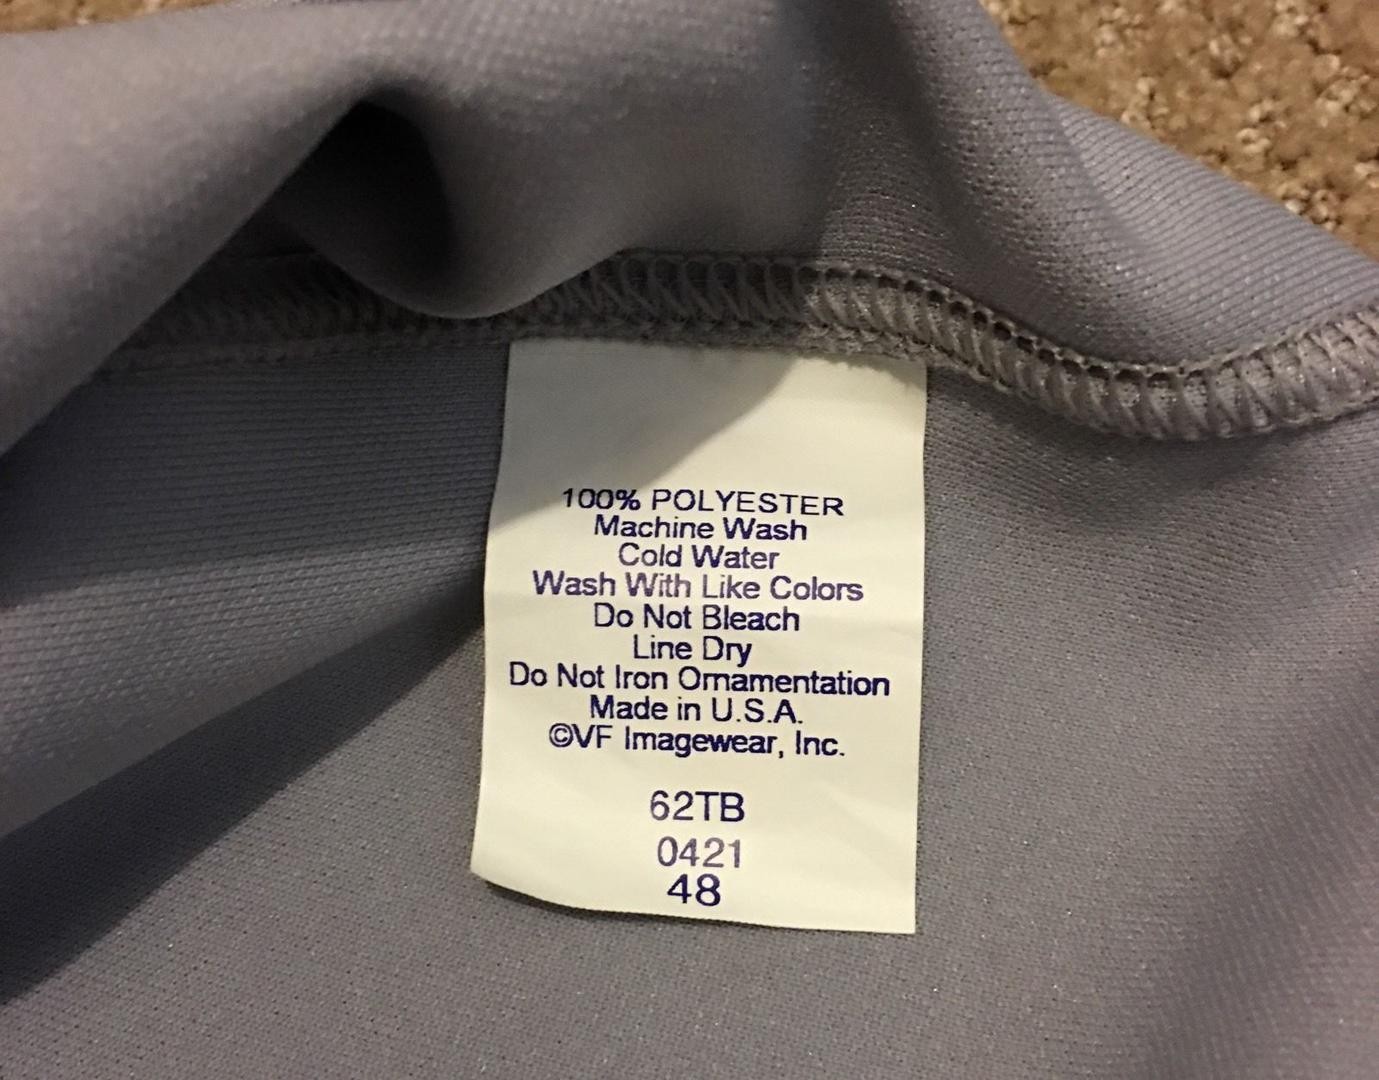 100% POLYESTER
Machine Wash
Cold Water
Wash With Like Colors
Do Not Bleach
Line Dry
Do Not Iron Ornamentation
Made in U.S.A.
©VF Imagewear, Inc.
62TB
0421
48